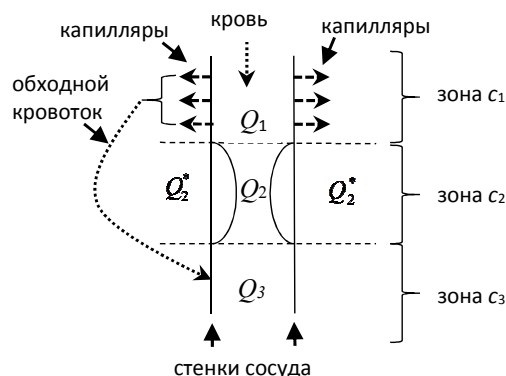 кровь
капилляры капилляры
обходной
кровоток
Q1
зона c1
Q2* Q2 Q2*
зона c2
Q3
зона c3
стенки сосуда